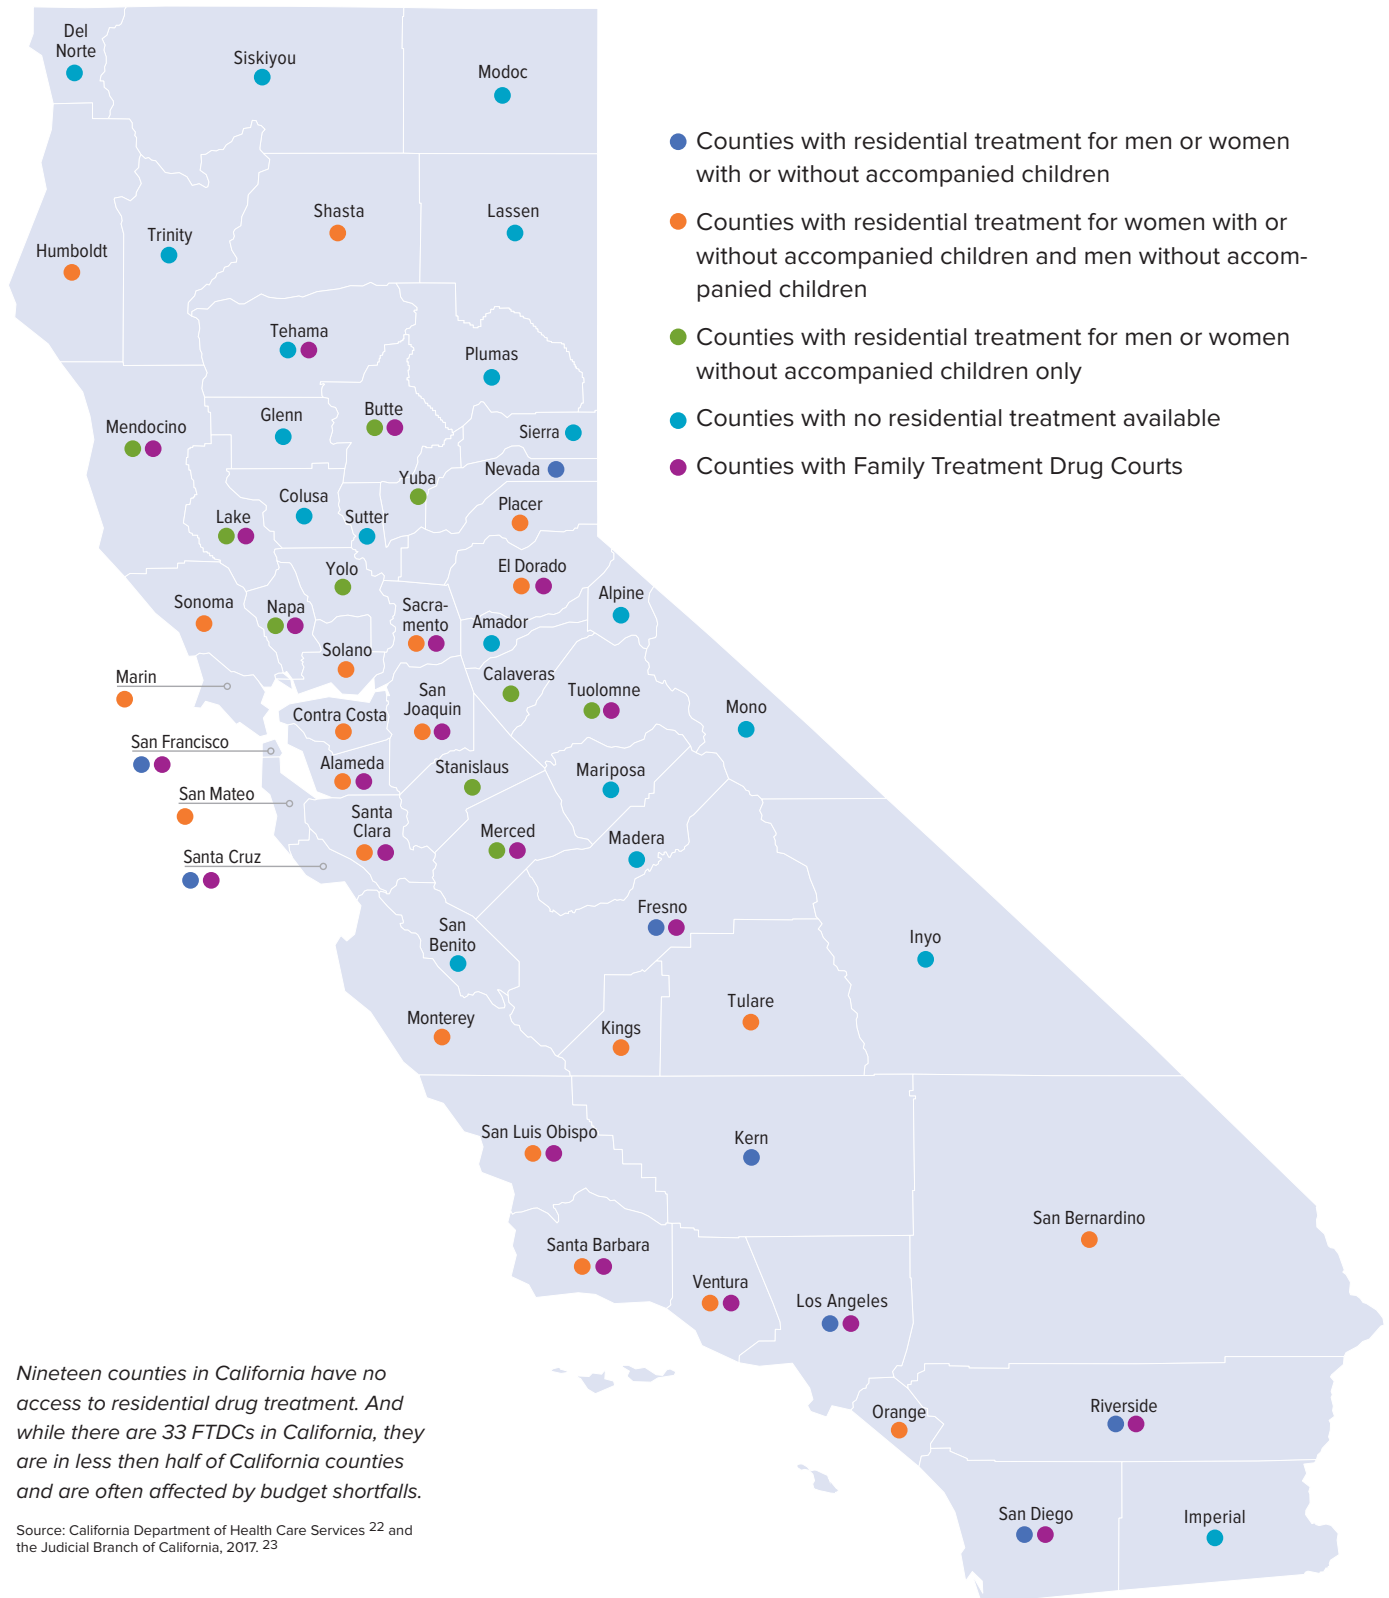 Del
Norte
Siskiyou
Modoc
Counties with residential treatment for men or women
with or without accompanied children
Counties with residential treatment for women with or
without accompanied children and men without accom-
panied children
Counties with residential treatment for men or women
without accompanied children only
Counties with no residential treatment available
Counties with Family Treatment Drug Courts
Humboldt
Trinity
Shasta
Lassen
Tehama
Plumas
Mendocino
Glenn
Butte
Sierra
Nevada
Lake
Colusa
Sutter
Yuba
Placer
Yolo
El Dorado
Alpine
Sonoma
Napa
Sacra-
mento
Amador
Solano
Marin
Calaveras
San
Joaquin
Tuolomne
Mono
Contra Costa
San Francisco
Alameda
Stanislaus
Mariposa
San Mateo
Santa
Clara
Merced
Madera
Santa Cruz
Fresno
San
Benito
Inyo
Monterey
Kings
Tulare
San Luis Obispo
Kern
San Bernardino
Santa Barbara
Ventura
Los Angeles
Orange
Riverside
San Diego
Imperial
Nineteen counties in California have no
access to residential drug treatment. And
while there are 33 FTDCs in California, they
are in less then half of California counties
and are often affected by budget shortfalls.
Source: California Department of Health Care Services 22 and
the Judicial Branch of California, 2017. 23